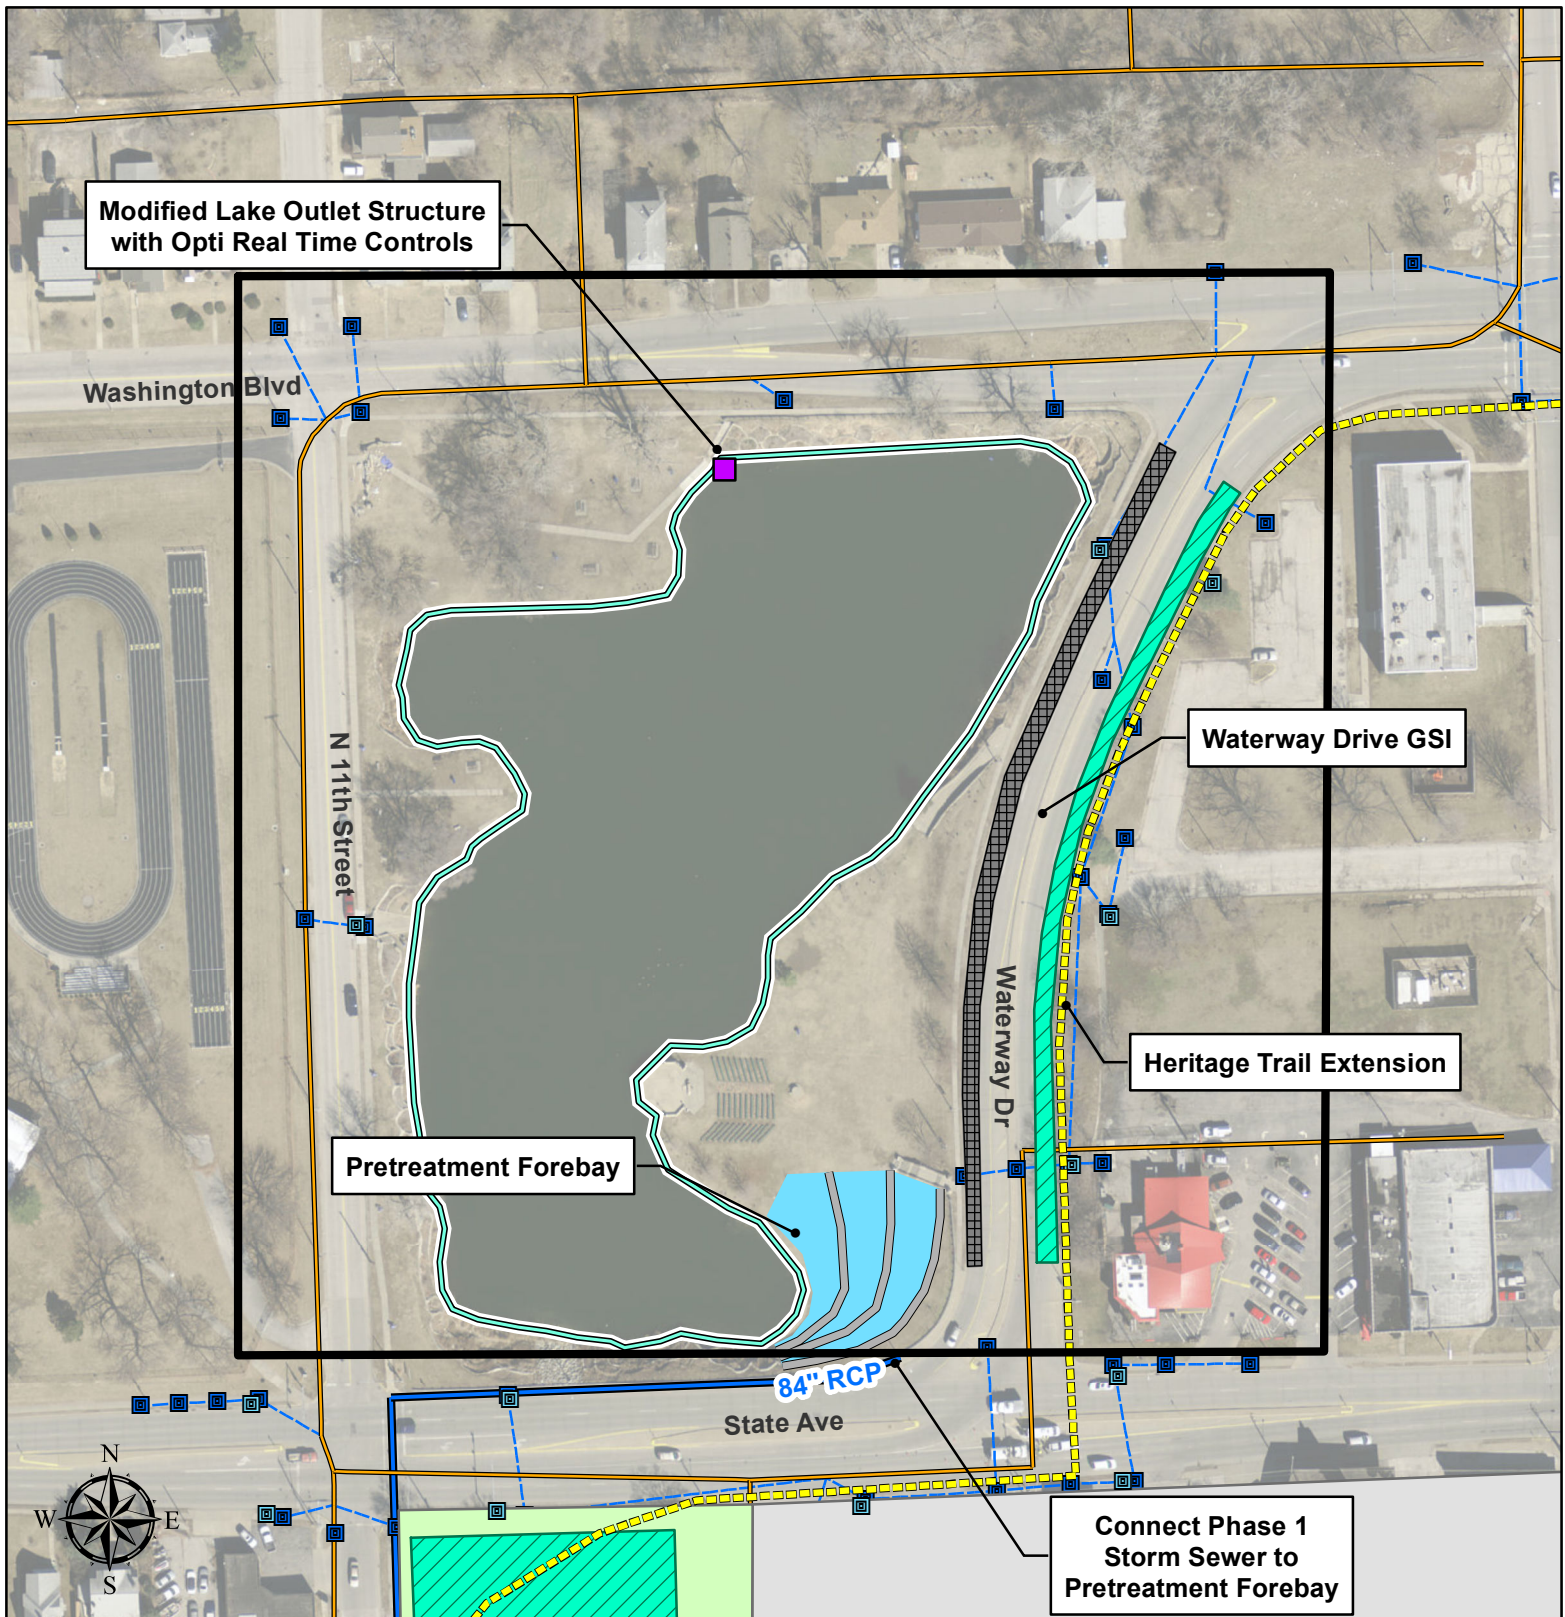 Modified Lake Outlet Structure
with Opti Real Time Controls
Washington Blvd
N 11th Street
Waterway Drive GSI
Waterway Dr
Heritage Trail Extension
Pretreatment Forebay
84" RCP
State Ave
N
W
E
S
Connect Phase 1
Storm Sewer to
Pretreatment Forebay